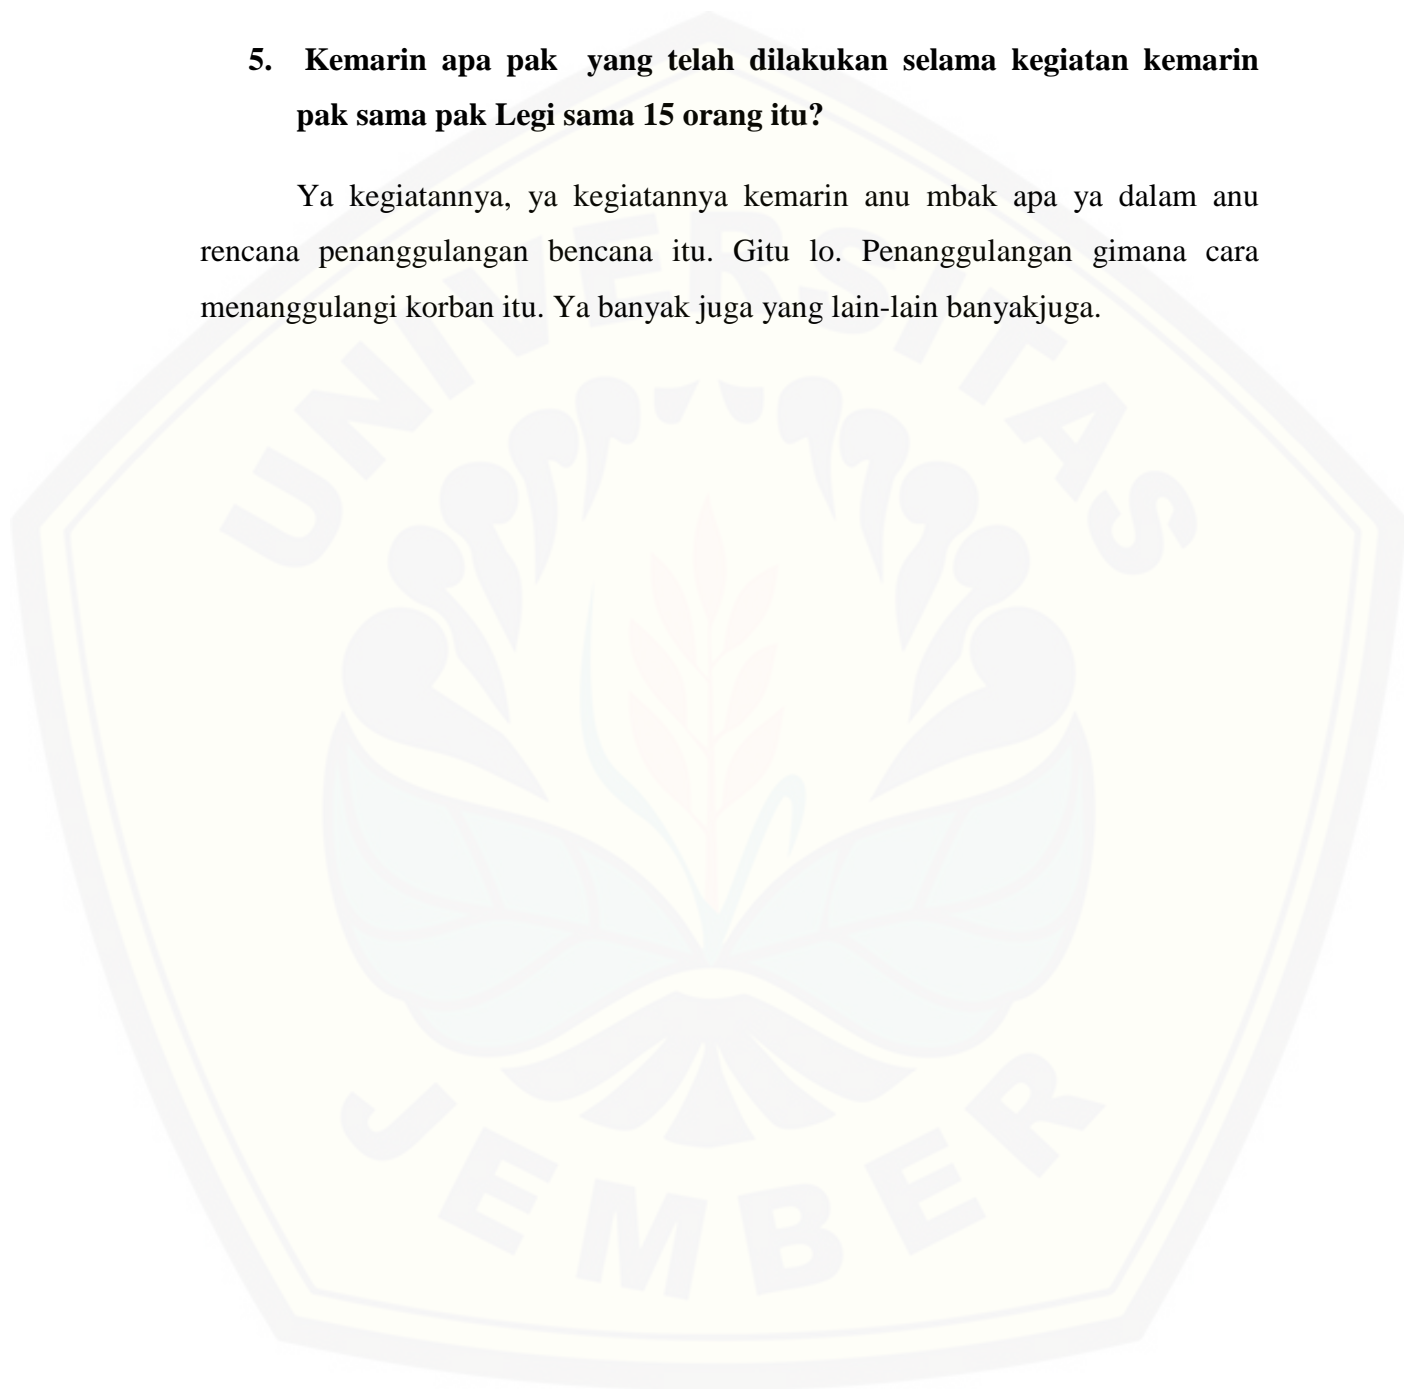 5. Kemarin apa pak yang telah dilakukan selama kegiatan kemarin
pak sama pak Legi sama 15 orang itu?
Ya kegiatannya, ya kegiatannya kemarin anu mbak apa ya dalam anu
rencana penanggulangan bencana itu. Gitu lo. Penanggulangan gimana cara
menanggulangi korban itu. Ya banyak juga yang lain-lain banyakjuga.
UNIVERSITAS
JEMBER